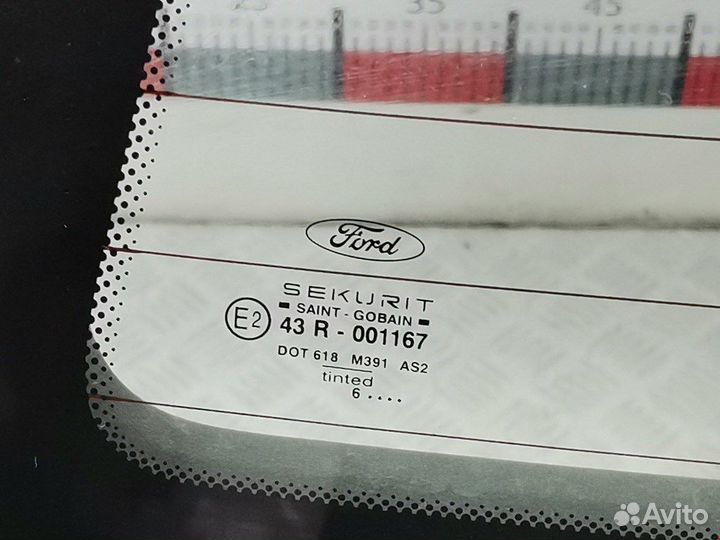 25 35 45
Ford
SEKURIT
SAINT - GOBAIN
E2 43 R - 001167
DOT 618 M391 AS2
tinted
6 ....
Avito